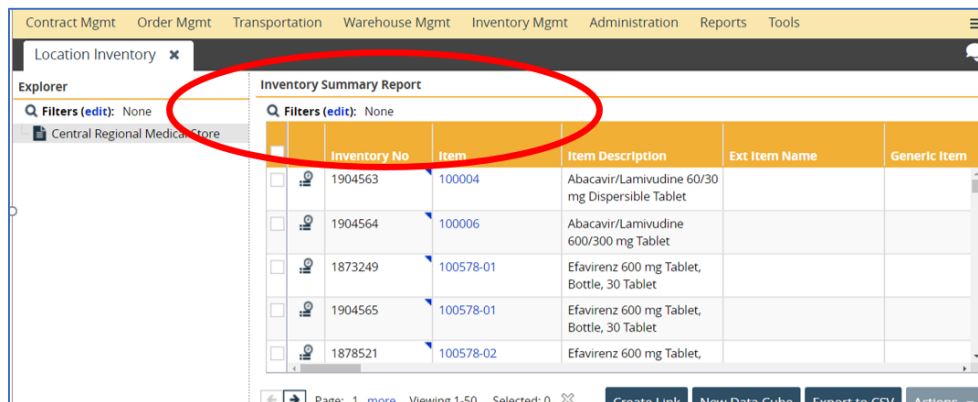 Contract Mgmt Order Mgmt Transportation Warehouse Mgmt Inventory Mgmt Administration Reports Tools
Location Inventory
Explorer
Filters (edit): None
Central Regional Medical Store
Inventory Summary Report
Filters (edit): None
Inventory No Item Item Description Ext Item Name Generic Item
1904563 100004 Abacavir/Lamivudine 60/30
mg Dispersible Tablet
1904564 100006 Abacavir/Lamivudine
600/300 mg Tablet
1873249 100578-01 Efavirenz 600 mg Tablet,
Bottle, 30 Tablet
1904565 100578-01 Efavirenz 600 mg Tablet,
Bottle, 30 Tablet
1878521 100578-02 Efavirenz 600 mg Tablet,
Page: 1 more Viewing 1-50 Selected: 0 Create Link New Data Cube Export to CSV Actions